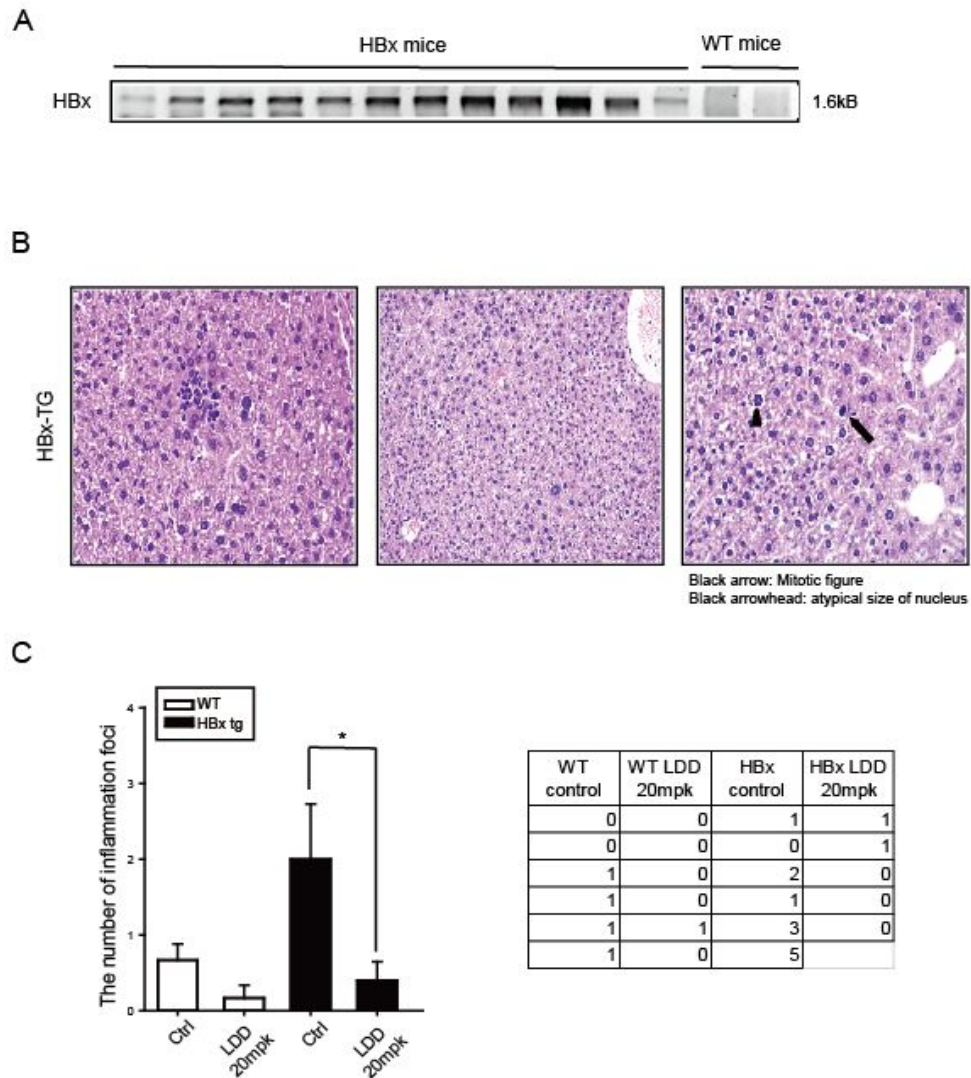 A
HBx mice
WT mice
HBx
1.6kB
B
HBx-TG
Black arrow: Mitotic figure
Black arrowhead: atypical size of nucleus
C
The number of inflammation foci
WT
HBx tg
4
3
2
1
0
*
Ctrl
LDD 20mpk
Ctrl
LDD 20mpk
WT control WT LDD 20mpk HBx control HBx LDD 20mpk
0 0 1 1
0 0 0 1
1 0 2 0
1 0 1 0
1 1 3 0
1 0 5